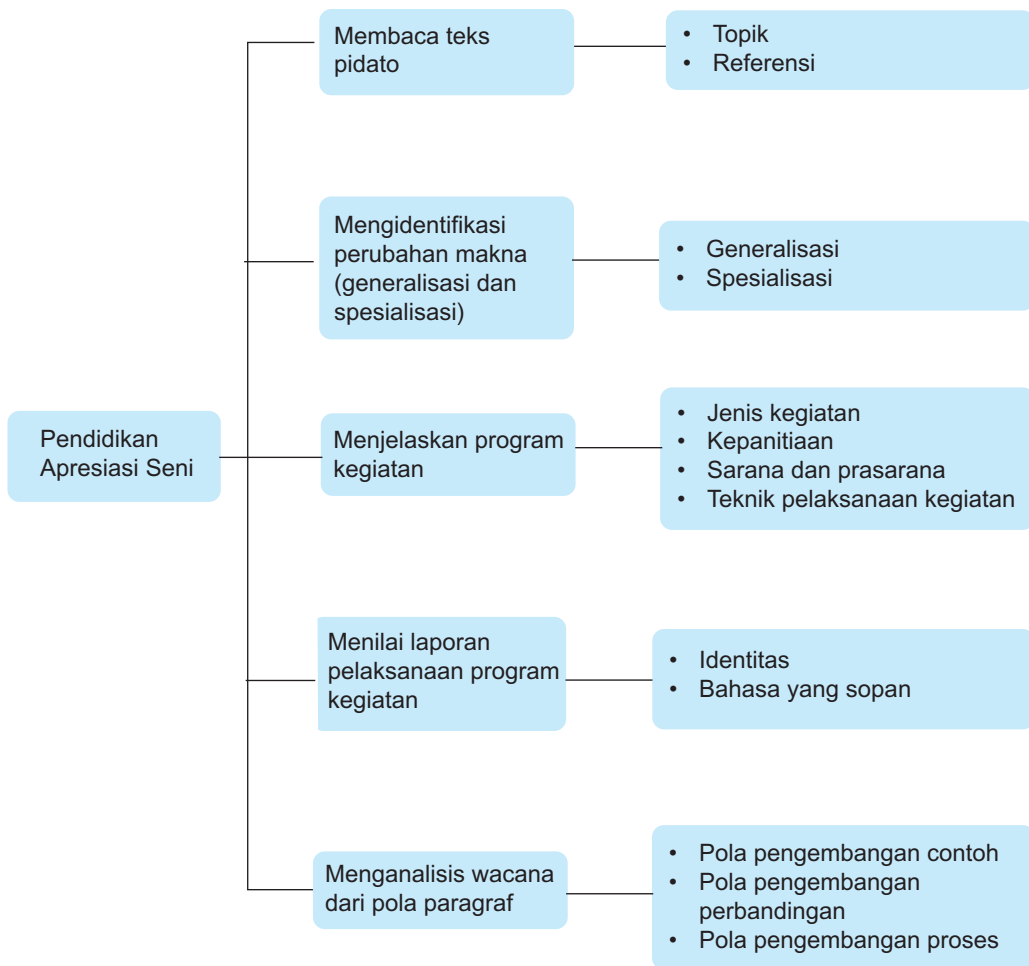 Membaca teks
pidato
• Topik
• Referensi
Mengidentifikasi
perubahan makna
(generalisasi dan
spesialisasi)
• Generalisasi
• Spesialisasi
Pendidikan
Apresiasi Seni
Menjelaskan program
kegiatan
• Jenis kegiatan
• Kepanitiaan
• Sarana dan prasarana
• Teknik pelaksanaan kegiatan
Menilai laporan
pelaksanaan program
kegiatan
• Identitas
• Bahasa yang sopan
Menganalisis wacana
dari pola paragraf
• Pola pengembangan contoh
• Pola pengembangan
perbandingan
• Pola pengembangan proses